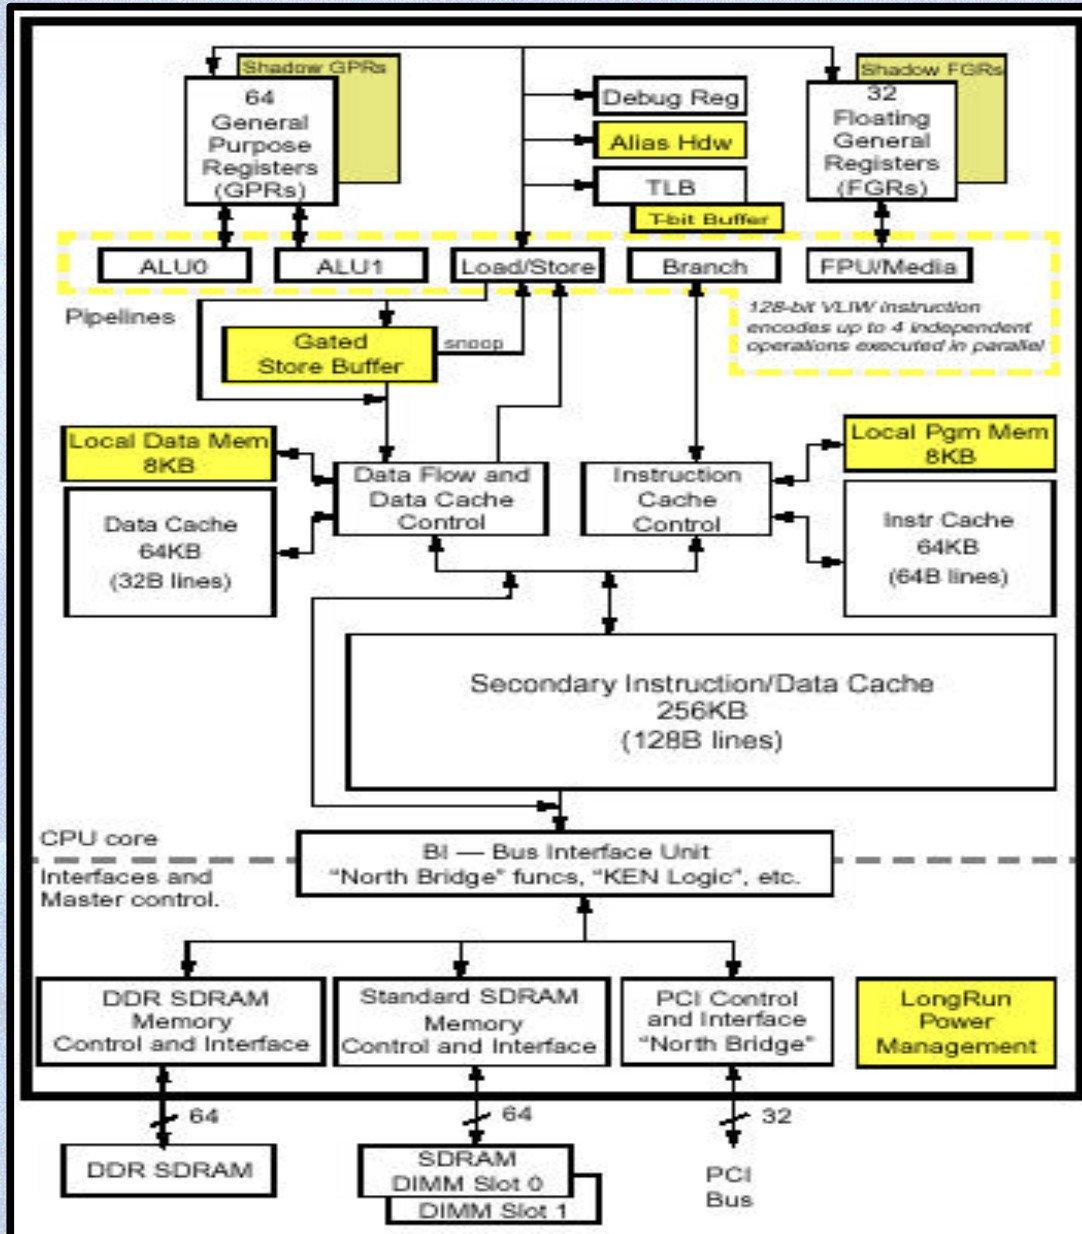 Shadow GPRs
64
General
Purpose
Registers
(GPRs)
Debug Reg
Alias Hdw
TLB
T-bit Buffer
Shadow FGRs
32
Floating
General
Registers
(FGRs)
ALU0
ALU1
Load/Store
Branch
FPU/Media
Pipelines
128-bit VLIW instruction
encodes up to 4 independent
operations executed in parallel
Gated
Store Buffer
snoop
Local Data Mem
8KB
Data Flow and
Data Cache
Control
Instruction
Cache
Control
Local Pgm Mem
8KB
Data Cache
64KB
(32B lines)
Instr Cache
64KB
(64B lines)
Secondary Instruction/Data Cache
256KB
(128B lines)
CPU core
BI — Bus Interface Unit
“North Bridge” funcs, “KEN Logic”, etc.
Interfaces and
Master control.
DDR SDRAM
Memory
Control and Interface
Standard SDRAM
Memory
Control and Interface
PCI Control
and Interface
“North Bridge”
LongRun
Power
Management
64
64
32
DDR SDRAM
SDRAM
DIMM Slot 0
DIMM Slot 1
PCI
Bus